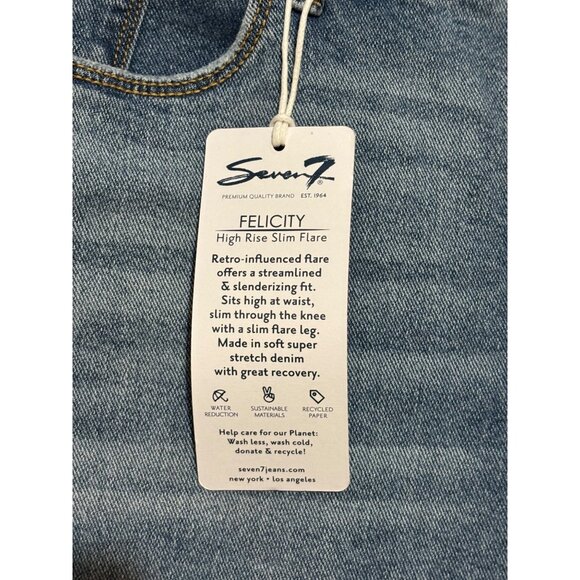 Seven7®
PREMIUM QUALITY BRAND EST. 1964
FELICITY
High Rise Slim Flare
Retro-influenced flare
offers a streamlined
& slenderizing fit.
Sits high at waist,
slim through the knee
with a slim flare leg.
Made in soft super
stretch denim
with great recovery.
WATER SUSTAINABLE RECYCLED
REDUCTION MATERIALS PAPER
Help care for our Planet:
Wash less, wash cold,
donate & recycle!
seven7jeans.com
new york • los angeles